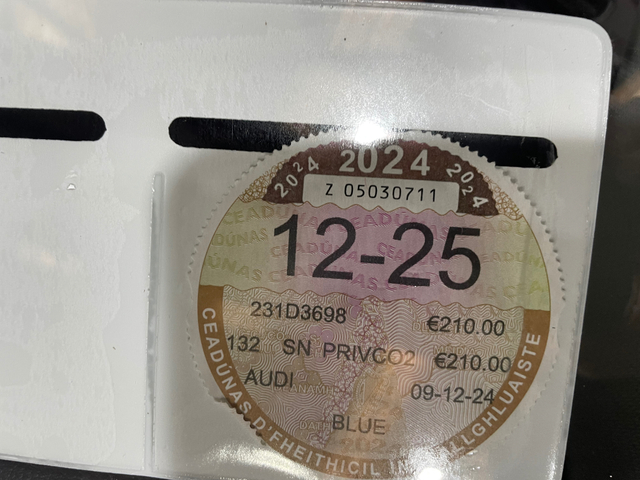 2024 2024 2024
Z 05030711
12-25
231D3698 €210.00
132 SN PRIVCO2 €210.00
AUDI 09-12-24
BLUE
CEADÚNAS D'FHEITHICIL